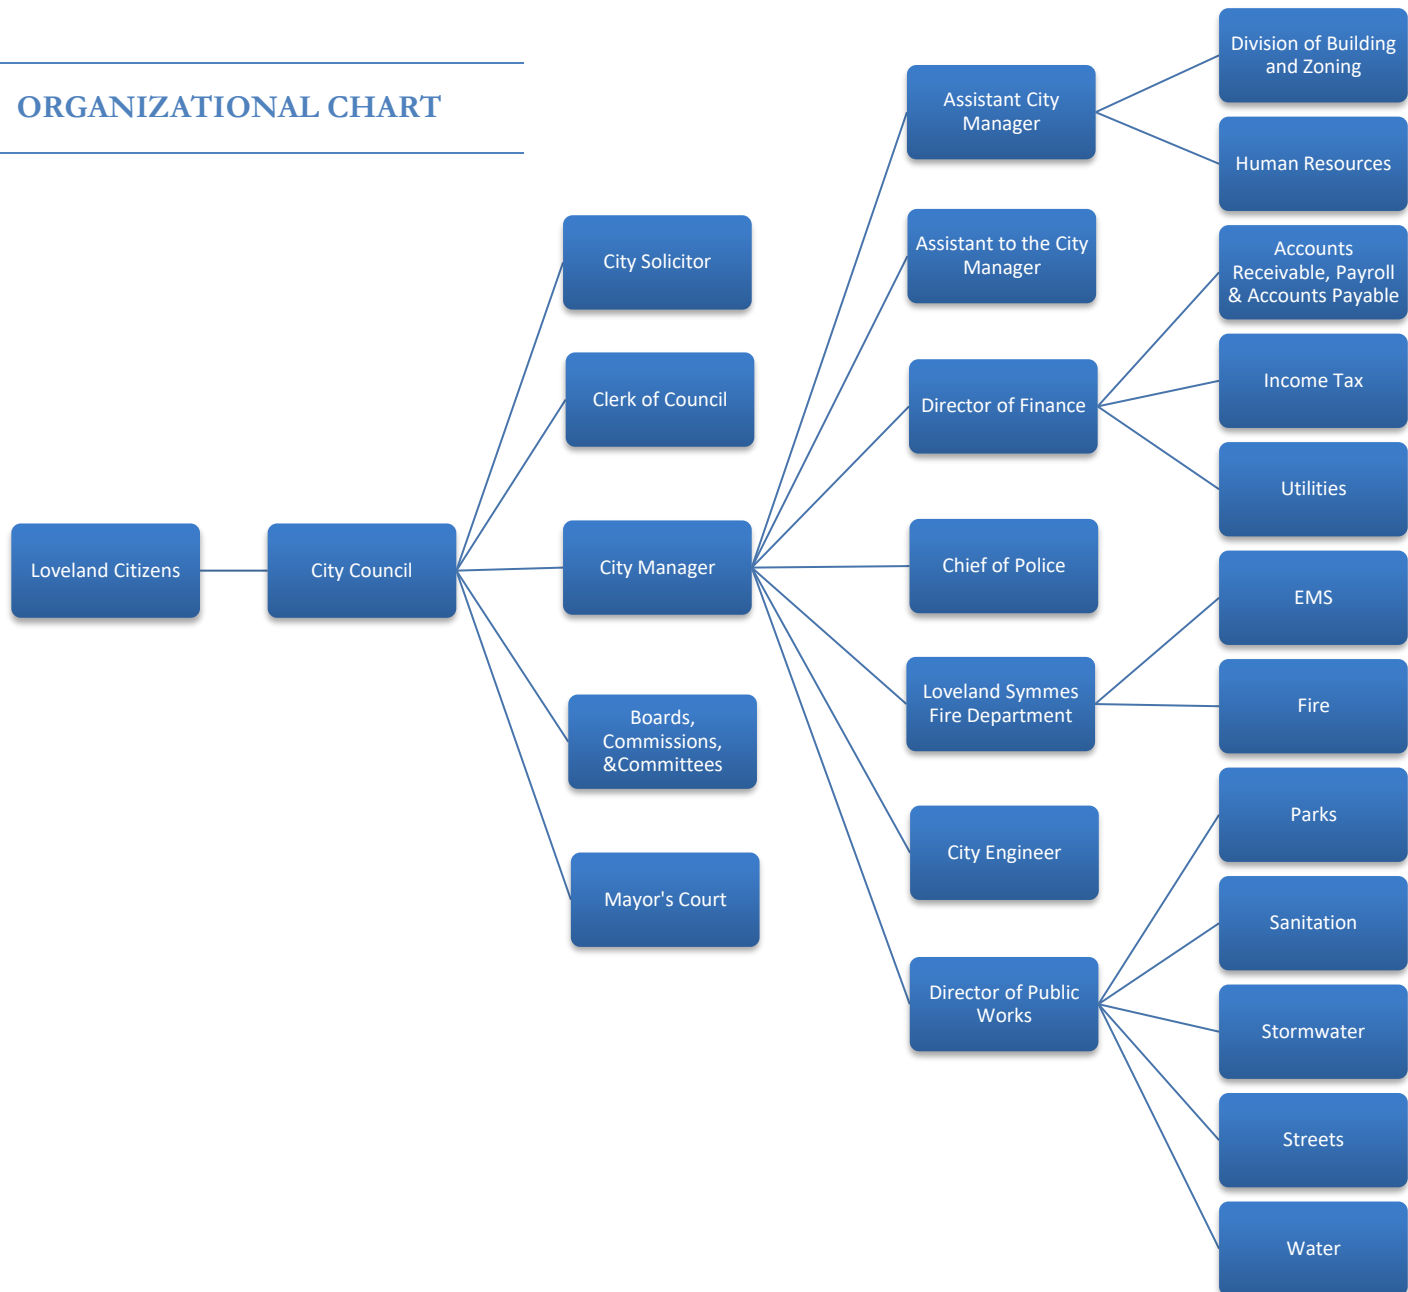 ORGANIZATIONAL CHART
Loveland Citizens
City Council
City Solicitor
Clerk of Council
City Manager
Boards,
Commissions,
&Committees
Mayor's Court
Assistant City
Manager
Assistant to the City
Manager
Director of Finance
Chief of Police
Loveland Symmes
Fire Department
City Engineer
Director of Public
Works
Division of Building
and Zoning
Human Resources
Accounts
Receivable, Payroll
& Accounts Payable
Income Tax
Utilities
EMS
Fire
Parks
Sanitation
Stormwater
Streets
Water